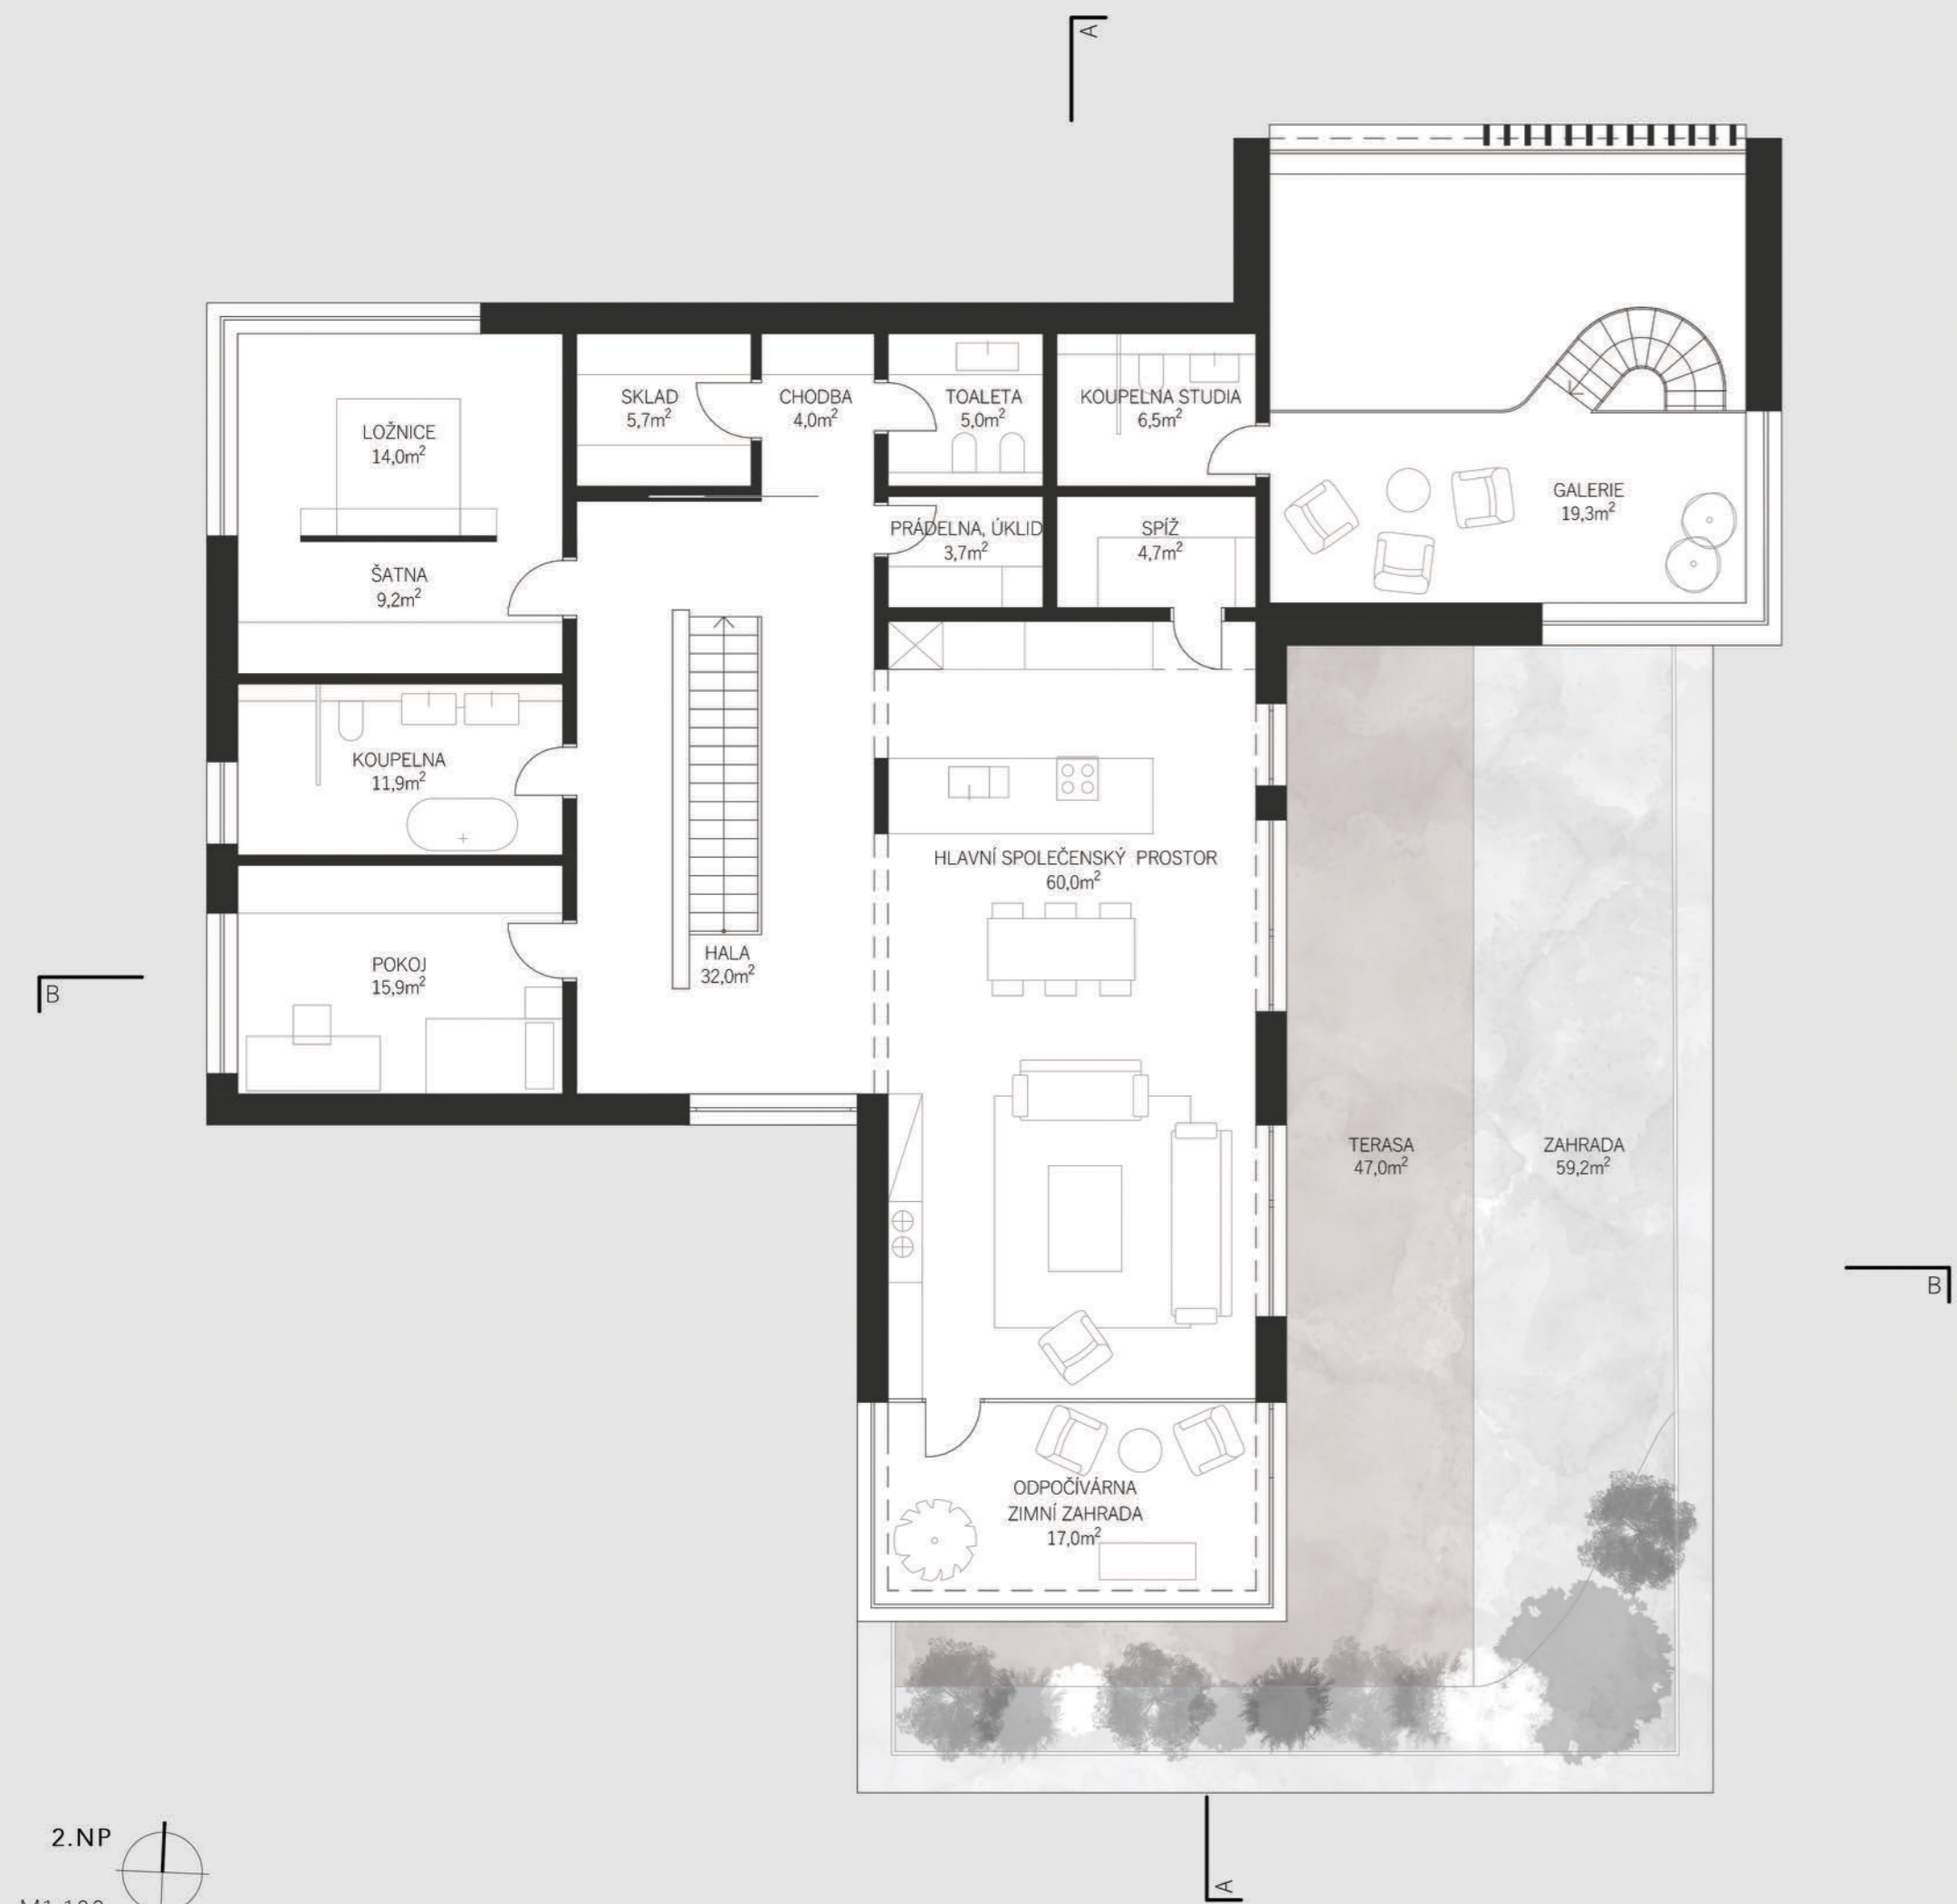 A
SKLAD
5,7m²
CHODBA
4,0m²
TOALETA
5,0m²
KOUPELNA STUDIA
6,5m²
LOŽNICE
14,0m²
GALERIE
19,3m²
PRÁDELNA, ÚKLID
3,7m²
SPÍŽ
4,7m²
ŠATNA
9,2m²
KOUPELNA
11,9m²
HLAVNÍ SPOLEČENSKÝ PROSTOR
60,0m²
HALA
32,0m²
POKOJ
15,9m²
B
TERASA
47,0m²
ZAHRADA
59,2m²
B
ODPOČÍVÁRNA
ZIMNÍ ZAHRADA
17,0m²
2.NP
A